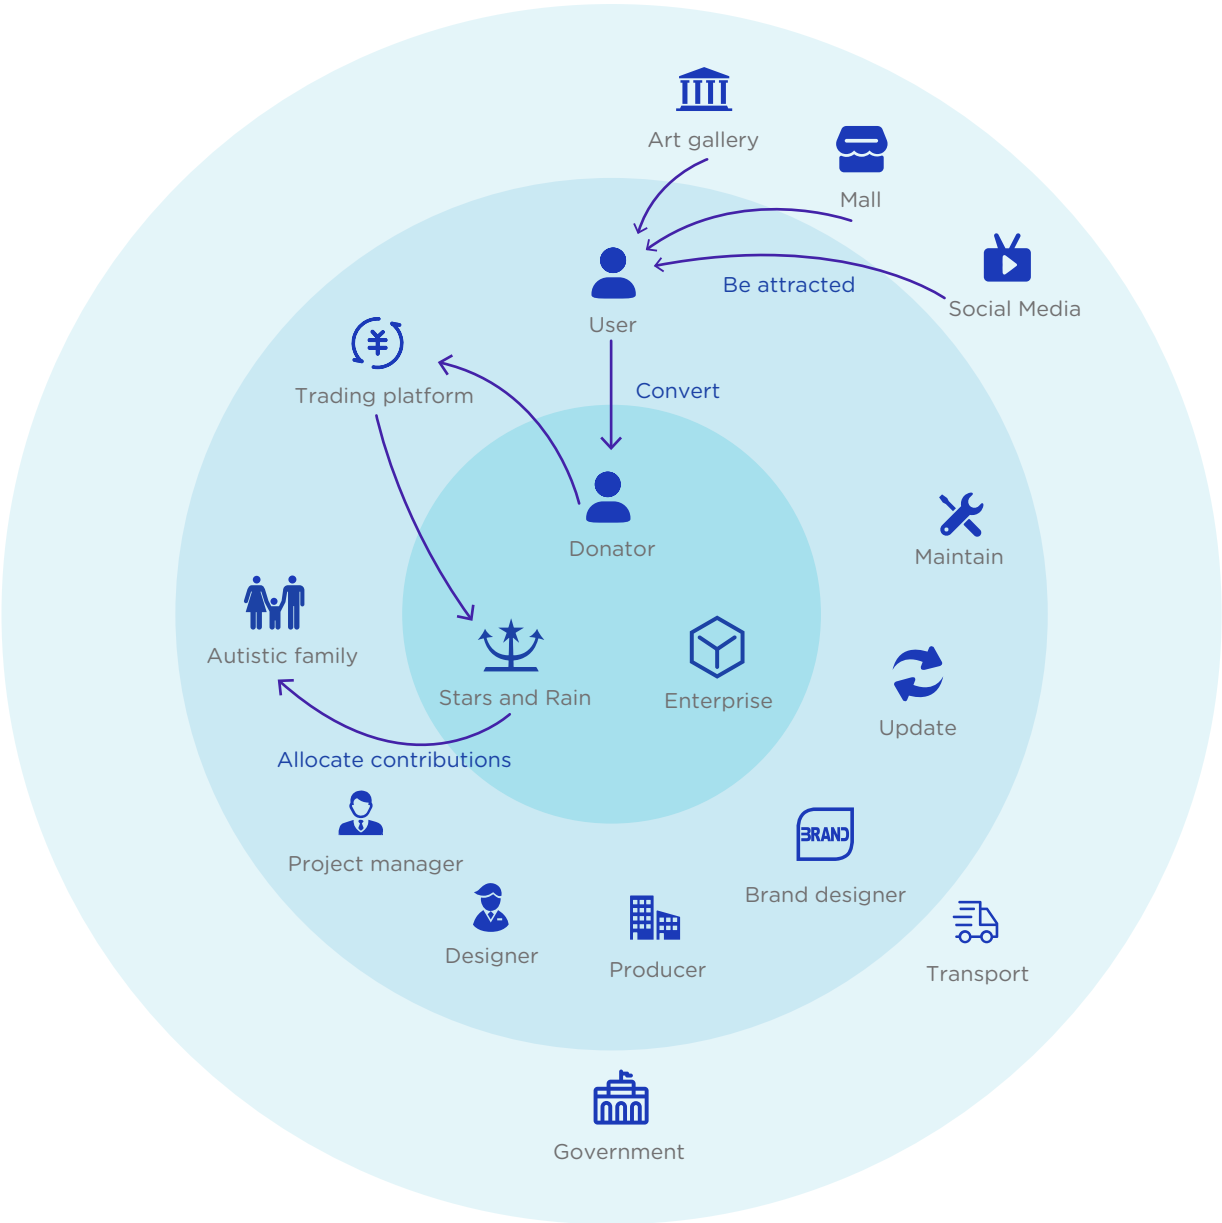 Art gallery
Mall
Social Media
Be attracted
User
Convert
Trading platform
Donator
Maintain
Autistic family
Stars and Rain
Enterprise
Update
Allocate contributions
BRAND
Project manager
Brand designer
Designer
Producer
Transport
Government